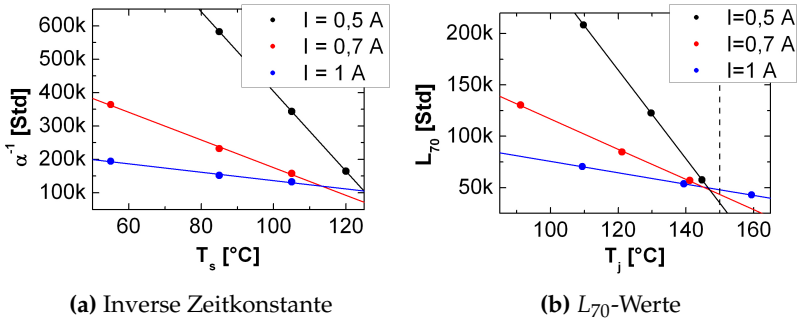 I = 0,5 A
I = 0,7 A
I = 1 A
600k
500k
400k
300k
200k
100k
α⁻¹ [Std]
60 80 100 120
Tₛ [°C]
(a) Inverse Zeitkonstante
I=0,5 A
I=0,7 A
I=1 A
200k
150k
100k
50k
L₇₀ [Std]
100 120 140 160
Tⱼ [°C]
(b) L₇₀-Werte